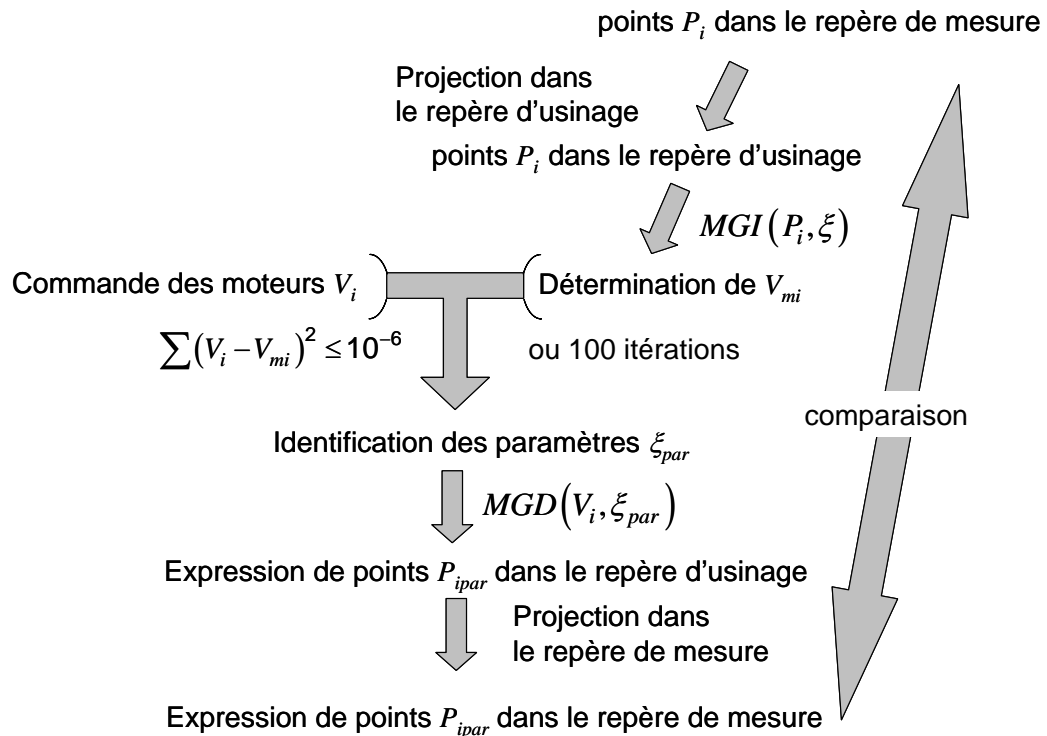 points P_i dans le repère de mesure
Projection dans
le repère d'usinage
points P_i dans le repère d'usinage
MGI(P_i, ξ)
Commande des moteurs V_i
Détermination de V_mi
∑(V_i − V_mi)² ≤ 10⁻⁶
ou 100 itérations
comparaison
Identification des paramètres ξ_par
MGD(V_i, ξ_par)
Expression de points P_ipar dans le repère d'usinage
Projection dans
le repère de mesure
Expression de points P_ipar dans le repère de mesure